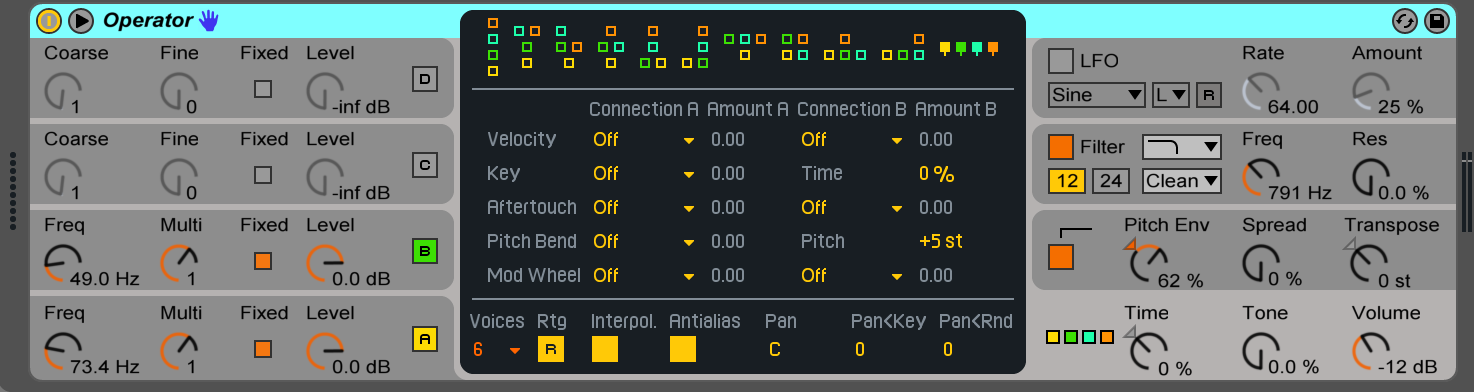 Operator
Coarse Fine Fixed Level
1 0 -inf dB D
Coarse Fine Fixed Level
1 0 -inf dB C
Freq Multi Fixed Level
49.0 Hz 1 0.0 dB B
Freq Multi Fixed Level
73.4 Hz 1 0.0 dB A
Connection A Amount A Connection B Amount B
Velocity Off 0.00 Off 0.00
Key Off 0.00 Time 0 %
Aftertouch Off 0.00 Off 0.00
Pitch Bend Off 0.00 Pitch +5 st
Mod Wheel Off 0.00 Off 0.00
Voices Rtg Interpol. Antialias Pan Pan<Key Pan<Rnd
6 R C 0 0
LFO Rate Amount
Sine L R 64.00 25 %
Filter Freq Res
12 24 Clean 791 Hz 0.0 %
Pitch Env Spread Transpose
62 % 0 % 0 st
Time Tone Volume
0 % 0.0 % -12 dB